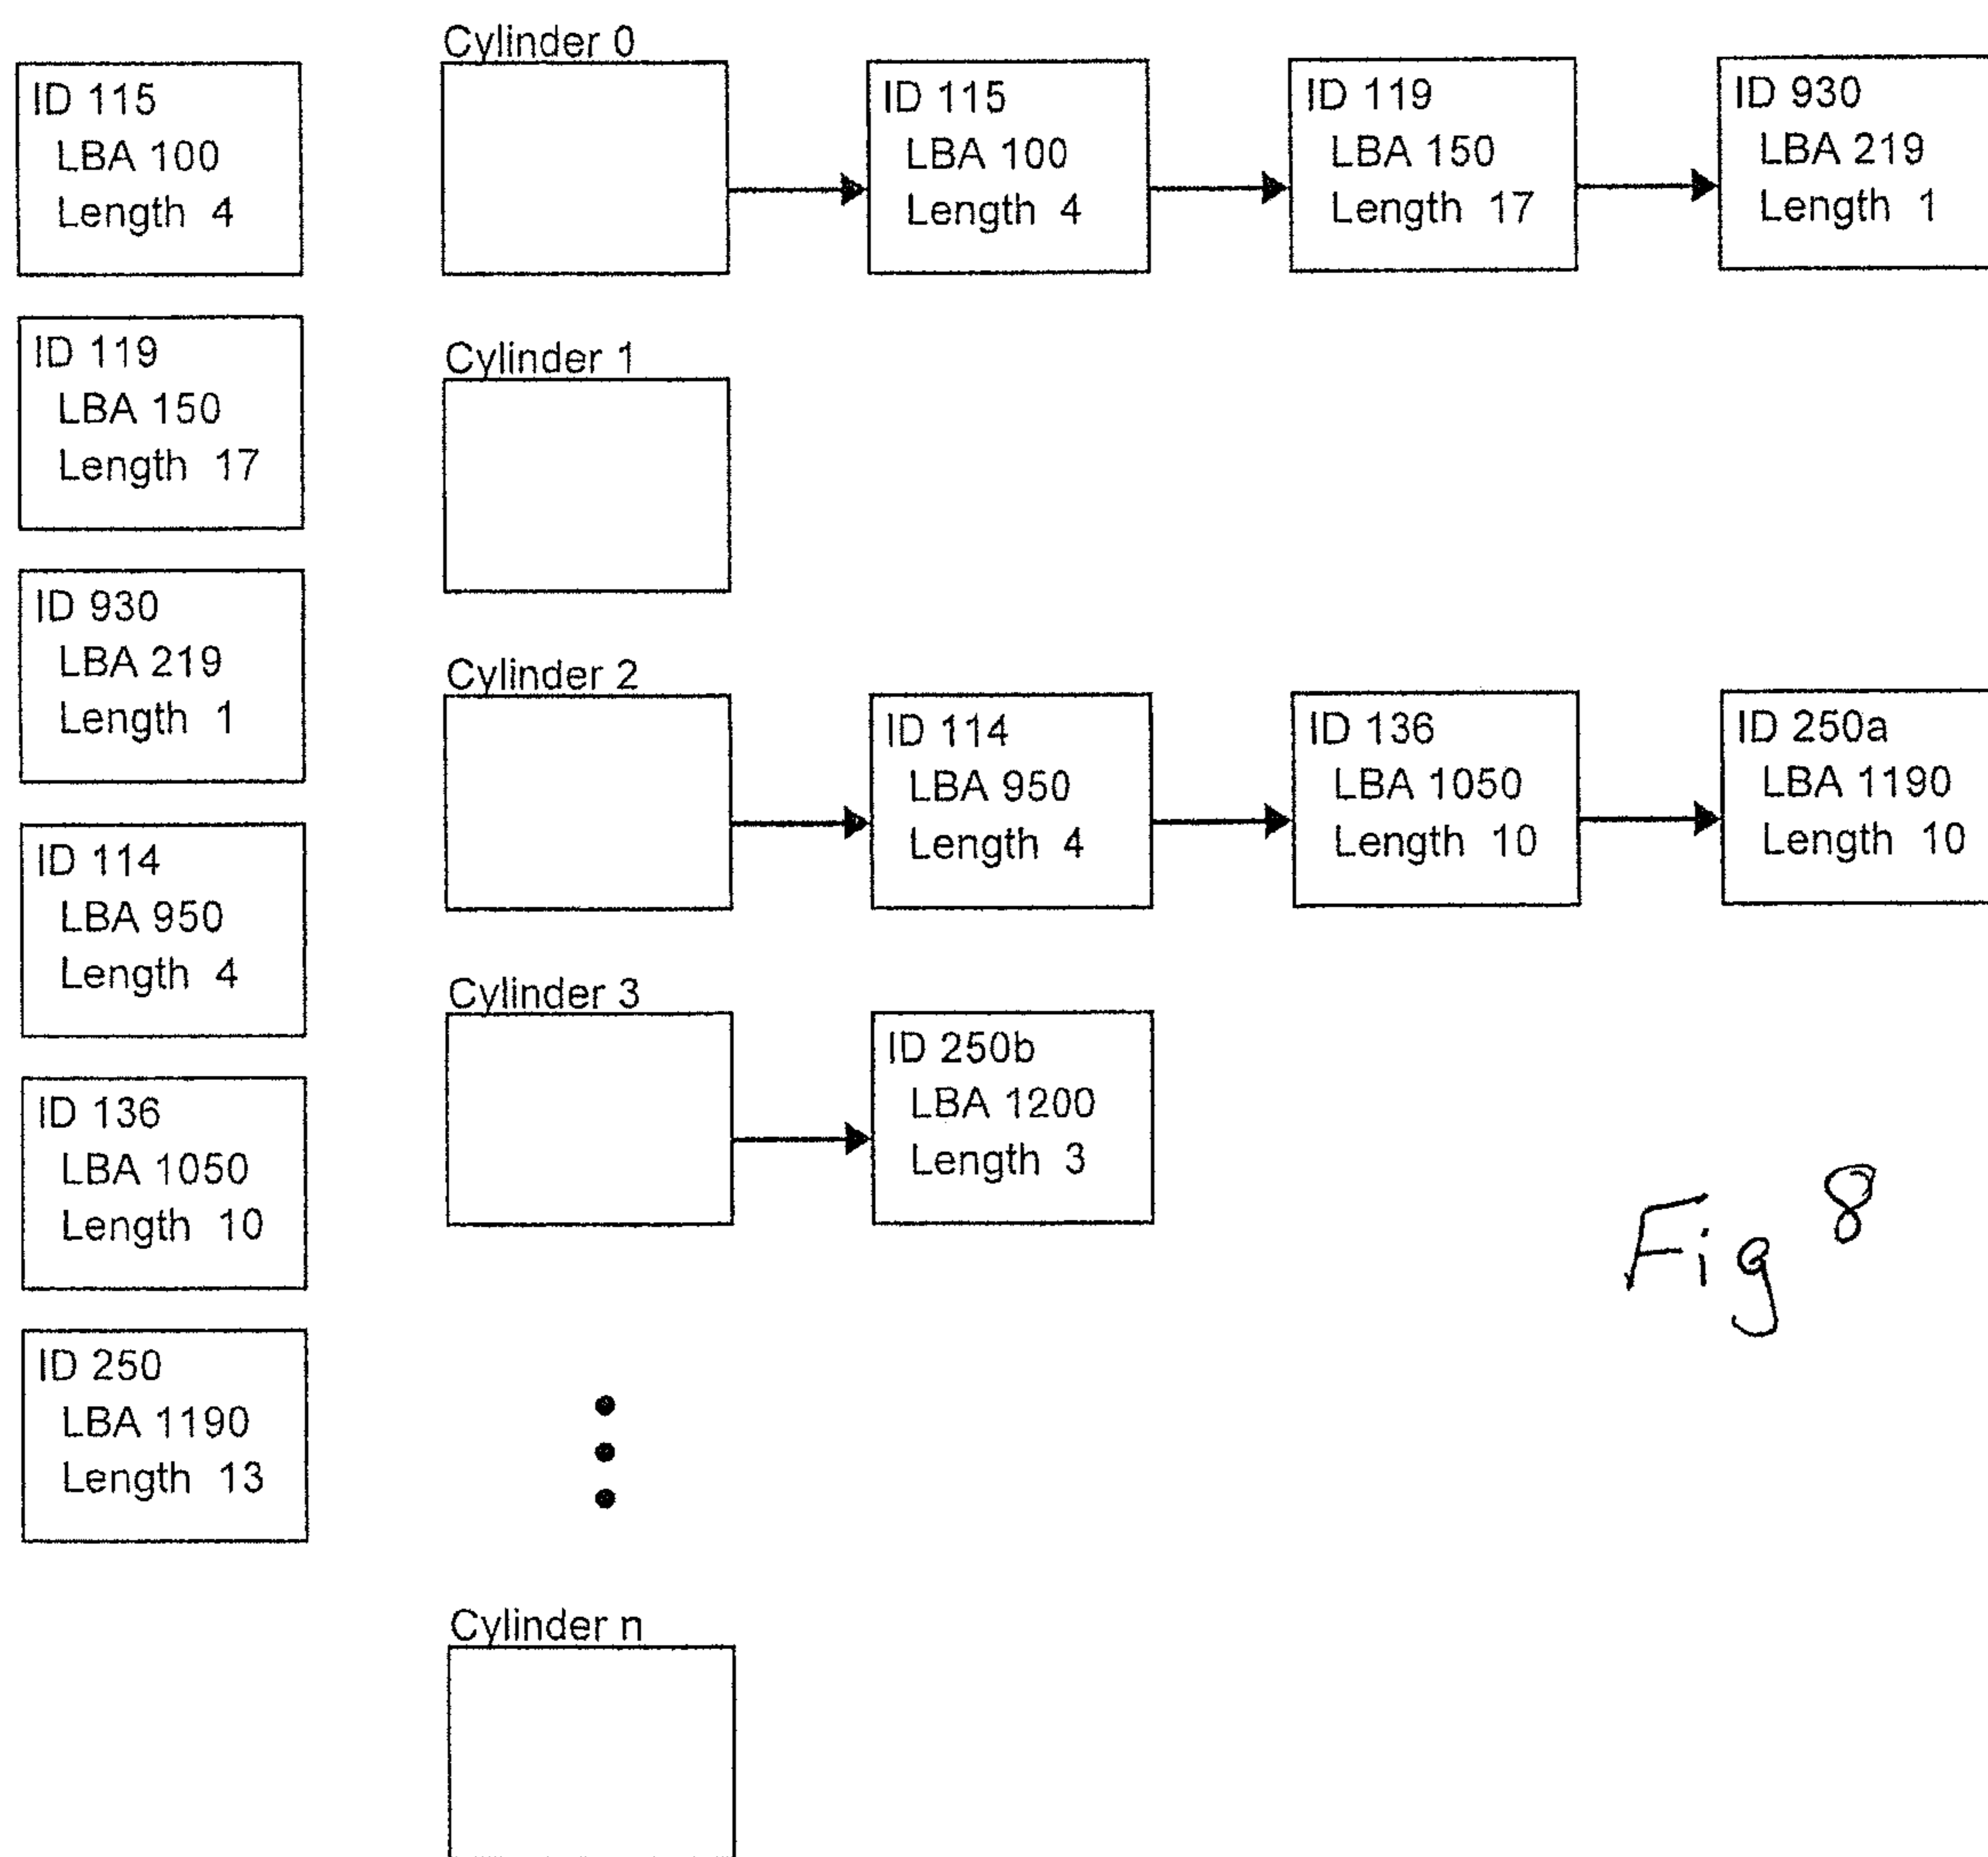 ID 115
LBA 100
Length 4
ID 119
LBA 150
Length 17
ID 930
LBA 219
Length 1
ID 114
LBA 950
Length 4
ID 136
LBA 1050
Length 10
ID 250
LBA 1190
Length 13
Cylinder 0
ID 115
LBA 100
Length 4
ID 119
LBA 150
Length 17
ID 930
LBA 219
Length 1
Cylinder 1
Cylinder 2
ID 114
LBA 950
Length 4
ID 136
LBA 1050
Length 10
ID 250a
LBA 1190
Length 10
Cylinder 3
ID 250b
LBA 1200
Length 3
Cylinder n
Fig 8